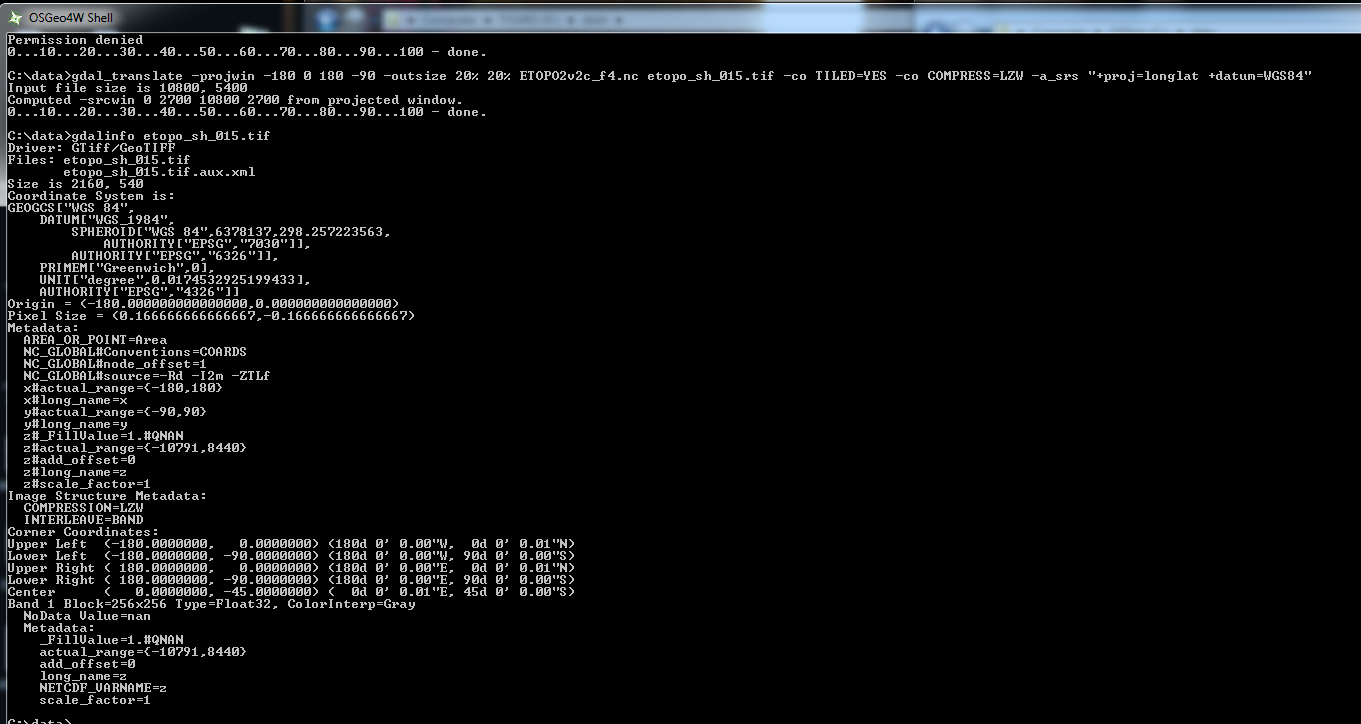 OSGeo4W Shell
Permission denied
0...10...20...30...40...50...60...70...80...90...100 - done.
C:\data>gdal_translate -projwin -180 0 180 -90 -outsize 20% 20% ETOPO2v2c_f4.nc etopo_sh_015.tif -co TILED=YES -co COMPRESS=LZW -a_srs "+proj=longlat +datum=WGS84"
Input file size is 10800, 5400
Computed -srcwin 0 2700 10800 2700 from projected window.
0...10...20...30...40...50...60...70...80...90...100 - done.
C:\data>gdalinfo etopo_sh_015.tif
Driver: GTiff/GeoTIFF
Files: etopo_sh_015.tif
       etopo_sh_015.tif.aux.xml
Size is 2160, 540
Coordinate System is:
GEOGCS["WGS 84",
    DATUM["WGS_1984",
        SPHEROID["WGS 84",6378137,298.257223563,
            AUTHORITY["EPSG","7030"]],
        AUTHORITY["EPSG","6326"]],
    PRIMEM["Greenwich",0],
    UNIT["degree",0.0174532925199433],
    AUTHORITY["EPSG","4326"]]
Origin = (-180.000000000000000,0.000000000000000)
Pixel Size = (0.166666666666667,-0.166666666666667)
Metadata:
  AREA_OR_POINT=Area
  NC_GLOBAL#Conventions=COARDS
  NC_GLOBAL#node_offset=1
  NC_GLOBAL#source=-Rd -I2m -ZTLf
  x#actual_range={-180,180}
  x#long_name=x
  y#actual_range={-90,90}
  y#long_name=y
  z#_FillValue=1.#QNAN
  z#actual_range={-10791,8440}
  z#add_offset=0
  z#long_name=z
  z#scale_factor=1
Image Structure Metadata:
  COMPRESSION=LZW
  INTERLEAVE=BAND
Corner Coordinates:
Upper Left  (-180.0000000,   0.0000000) (180d 0' 0.00"W,  0d 0' 0.01"N)
Lower Left  (-180.0000000, -90.0000000) (180d 0' 0.00"W, 90d 0' 0.00"S)
Upper Right ( 180.0000000,   0.0000000) (180d 0' 0.00"E,  0d 0' 0.01"N)
Lower Right ( 180.0000000, -90.0000000) (180d 0' 0.00"E, 90d 0' 0.00"S)
Center      (   0.0000000, -45.0000000) (  0d 0' 0.01"E, 45d 0' 0.00"S)
Band 1 Block=256x256 Type=Float32, ColorInterp=Gray
  NoData Value=nan
  Metadata:
    _FillValue=1.#QNAN
    actual_range={-10791,8440}
    add_offset=0
    long_name=z
    NETCDF_VARNAME=z
    scale_factor=1
C:\data>